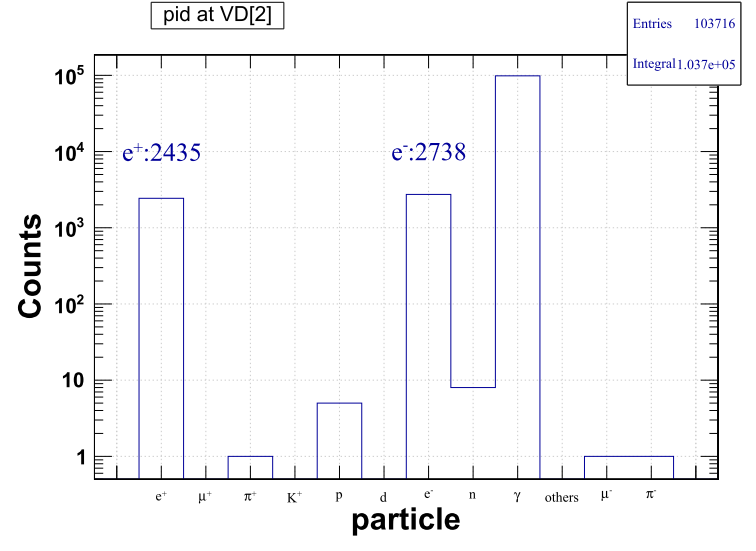 pid at VD[2]
Entries 103716
Integral 1.037e+05
e⁺:2435
e⁻:2738
10⁵
10⁴
10³
10²
10
1
Counts
e⁺ μ⁺ π⁺ K⁺ p d e⁻ n γ others μ⁻ π⁻
particle